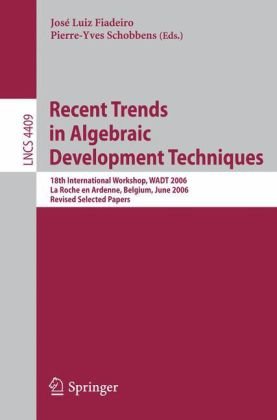 José Luiz Fiadeiro
Pierre-Yves Schobbens (Eds.)
LNCS 4409
Recent Trends
in Algebraic
Development Techniques
18th International Workshop, WADT 2006
La Roche en Ardenne, Belgium, June 2006
Revised Selected Papers
Springer